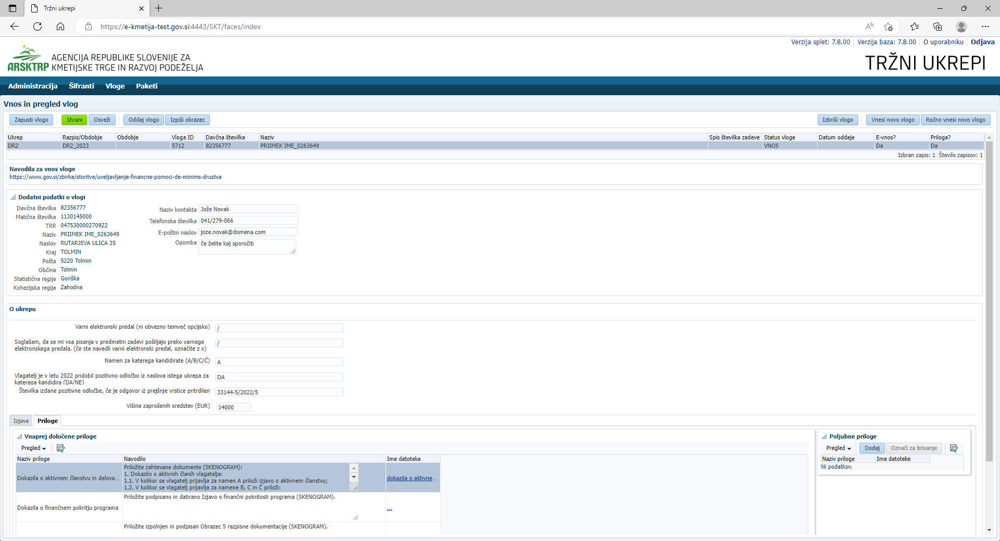 Tržni ukrepi
https://e-kmetija-test.gov.si:4443/SKT/faces/index
Verzija splet: 7.8.00 Verzija baza: 7.8.00 O uporabniku Odjava
ARSKTRP
AGENCIJA REPUBLIKE SLOVENIJE ZA
KMETIJSKE TRGE IN RAZVOJ PODEŽELJA
TRŽNI UKREPI
Administracija Šifranti Vloge Paketi
Vnos in pregled vlog
Zapusti vlogo Shrani Osveži Oddaj vlogo Izpiši obrazec Izbriši vlogo Vnesi novo vlogo Ročno vnesi novo vlogo
Ukrep Razpis/Obdobje Obdobje Vloga ID Davčna številka Naziv Spis številka zadeve Status vloge Datum oddaje E-vnos? Priloga?
DR2 DR2_2023 5712 82356777 PRIIMEK IME_0263649 VNOS Da Da
Izbran zapis: 1 Število zapisov: 1
Navodila za vnos vloge
https://www.gov.si/zbirke/storitve/uveljavljanje-financne-pomoci-de-minims-drustva
Dodatni podatki o vlogi
Davčna številka 82356777
Matična številka 1130145000
TRR 047530000270922
Naziv PRIIMEK IME_0263649
Naslov RUTARJEVA ULICA 35
Kraj TOLMIN
Pošta 5220 Tolmin
Občina Tolmin
Statistična regija Goriška
Kohezijska regija Zahodna
Naziv kontakta Jože Novak
Telefonska številka 041/279-066
E-poštni naslov joze.novak@domena.com
Opomba če želite kaj sporočiti
O ukrepu
Varni elektronski predal (ni obvezno temveč opcijsko) /
Soglašam, da se mi vsa pisanja v predmetni zadevi pošiljajo preko varnega
elektronskega predala. (če ste navedli varni elektronski predal, označite z x) /
Namen za katerega kandidirate (A/B/C/Č) A
Vlagatelj je v letu 2022 pridobil pozitivno odločbo iz naslova istega ukrepa za
katerega kandidira (DA/NE) DA
Številka izdane pozitivne odločbe, če je odgovor iz prejšnje vrstice pritrdilen 33144-5/2022/5
Višina zaprošenih sredstev (EUR) 14000
Izjave Priloge
Vnaprej določene priloge
Pregled
Naziv priloge Navodilo Ime datoteke
Dokazila o aktivnem članstvu in delova...
Priložite zahtevane dokumente (SKENOGRAM):
1. Dokazilo o aktivnih članih vlagatelja:
1.1. V kolikor se vlagatelj prijavlja za namen A priloži izjavo o aktivnem članstvu;
1.2. V kolikor se vlagatelj prijavlja za namene B, C in Č priloži:
dokazila o aktivne...
Dokazila o finančnem pokritju programa
Priložite podpisano in datirano Izjavo o finančni pokritosti programa (SKENOGRAM).
...
Priložite izpolnjen in podpisan Obrazec 5 razpisne dokumentacije (SKENOGRAM).
Poljubne priloge
Pregled Dodaj Označi za brisanje
Naziv priloge Ime datoteke
Ni podatkov.